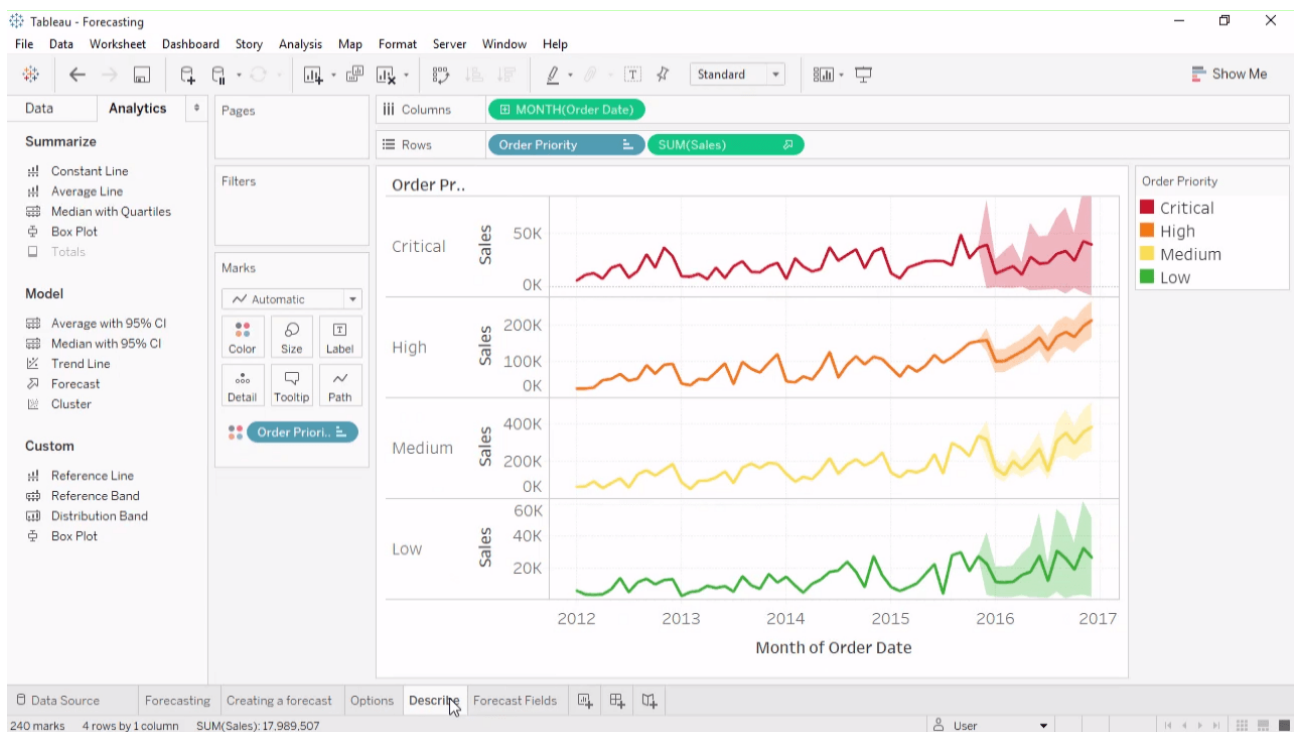 Tableau - Forecasting
File Data Worksheet Dashboard Story Analysis Map Format Server Window Help
Standard
Show Me
Data Analytics
Pages
Columns
MONTH(Order Date)
Rows
Order Priority
SUM(Sales)
Summarize
Constant Line
Average Line
Median with Quartiles
Box Plot
Totals
Model
Average with 95% CI
Median with 95% CI
Trend Line
Forecast
Cluster
Custom
Reference Line
Reference Band
Distribution Band
Box Plot
Filters
Marks
Automatic
Color Size Label
Detail Tooltip Path
Order Priori..
Order Pr..
Critical
Sales
50K
0K
High
Sales
200K
100K
0K
Medium
Sales
400K
200K
0K
Low
Sales
60K
40K
20K
2012 2013 2014 2015 2016 2017
Month of Order Date
Order Priority
Critical
High
Medium
Low
Data Source Forecasting Creating a forecast Options Describe Forecast Fields
240 marks 4 rows by 1 column SUM(Sales): 17,989,507
User